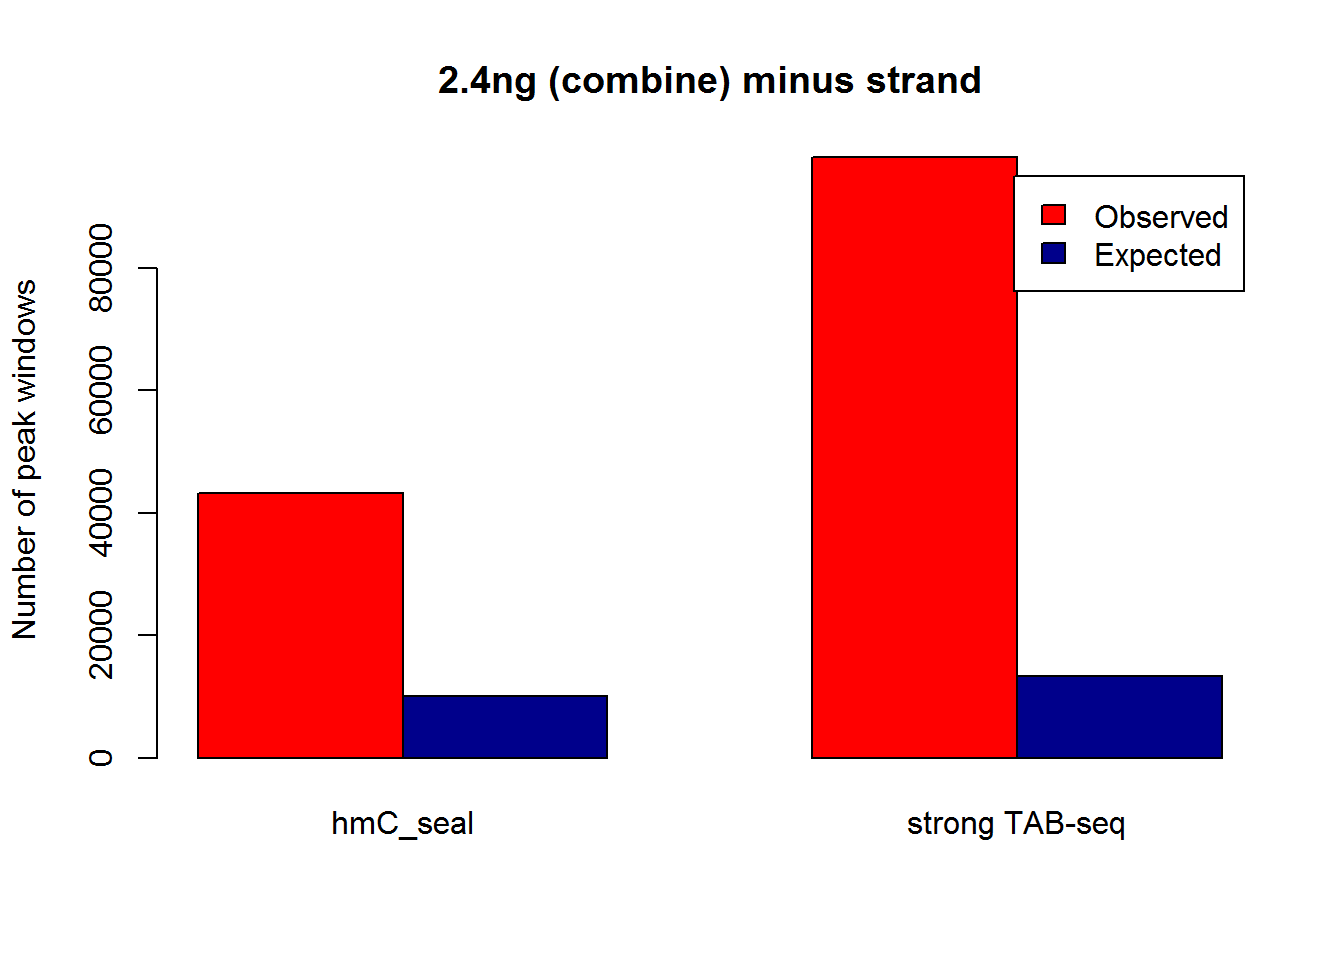 2.4ng (combine) minus strand
Number of peak windows
80000
60000
40000
20000
0
Observed
Expected
hmC_seal
strong TAB-seq